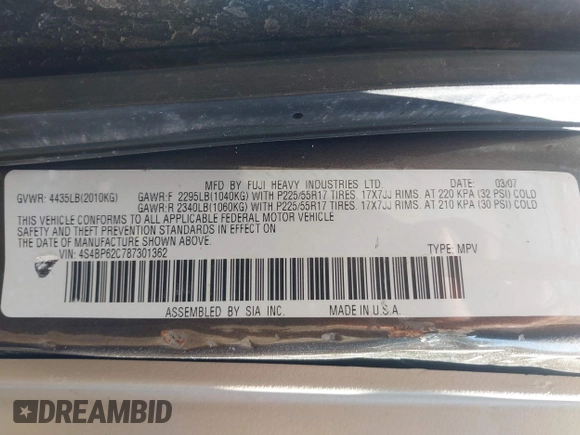 MFD BY FUJI HEAVY INDUSTRIES LTD. DATE: 03/07
GVWR: 4435LB(2010KG) GAWR:F 2295LB(1040KG) WITH P225/55R17 TIRES. 17X7JJ RIMS. AT 220 KPA (32 PSI) COLD
GAWR:R 2340LB(1060KG) WITH P225/55R17 TIRES. 17X7JJ RIMS. AT 210 KPA (30 PSI) COLD
THIS VEHICLE CONFORMS TO ALL APPLICABLE FEDERAL MOTOR VEHICLE
SAFETY AND THEFT PREVENTION STANDARDS IN EFFECT ON
THE DATE OF MANUFACTURE SHOWN ABOVE.
VIN: 4S4BP62C787301362 TYPE: MPV
ASSEMBLED BY SIA INC. MADE IN U.S.A.
DREAMBID